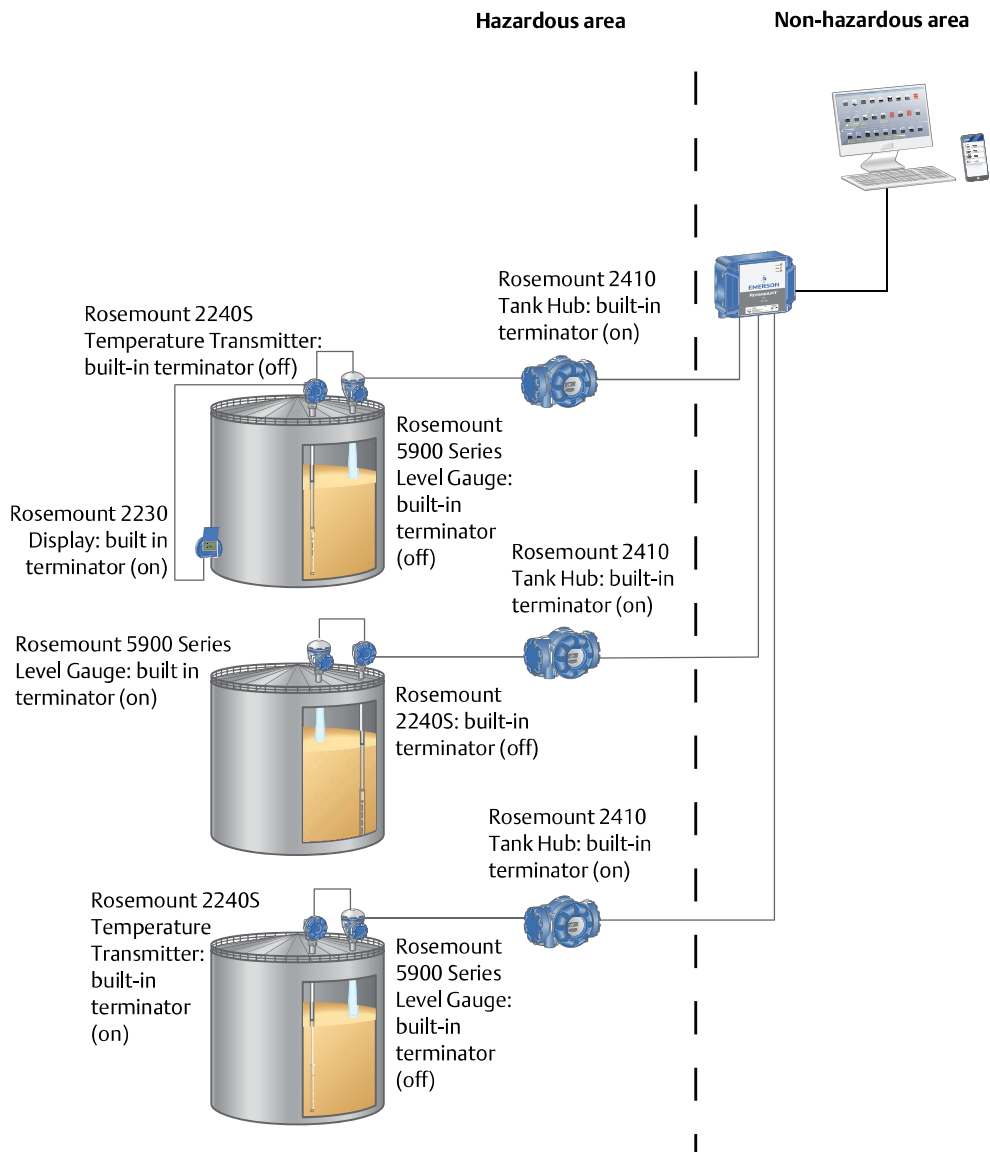 Hazardous area
Non-hazardous area
EMERSON
Rosemount 2410
Tank Hub: built-in
terminator (on)
Rosemount 2240S
Temperature Transmitter:
built-in terminator (off)
Rosemount
5900 Series
Level Gauge:
built-in
terminator
(off)
Rosemount 2230
Display: built in
terminator (on)
Rosemount 2410
Tank Hub: built-in
terminator (on)
Rosemount 5900 Series
Level Gauge: built in
terminator (on)
Rosemount
2240S: built-in
terminator (off)
Rosemount 2410
Tank Hub: built-in
terminator (on)
Rosemount 2240S
Temperature
Transmitter:
built-in
terminator
(on)
Rosemount
5900 Series
Level Gauge:
built-in
terminator
(off)